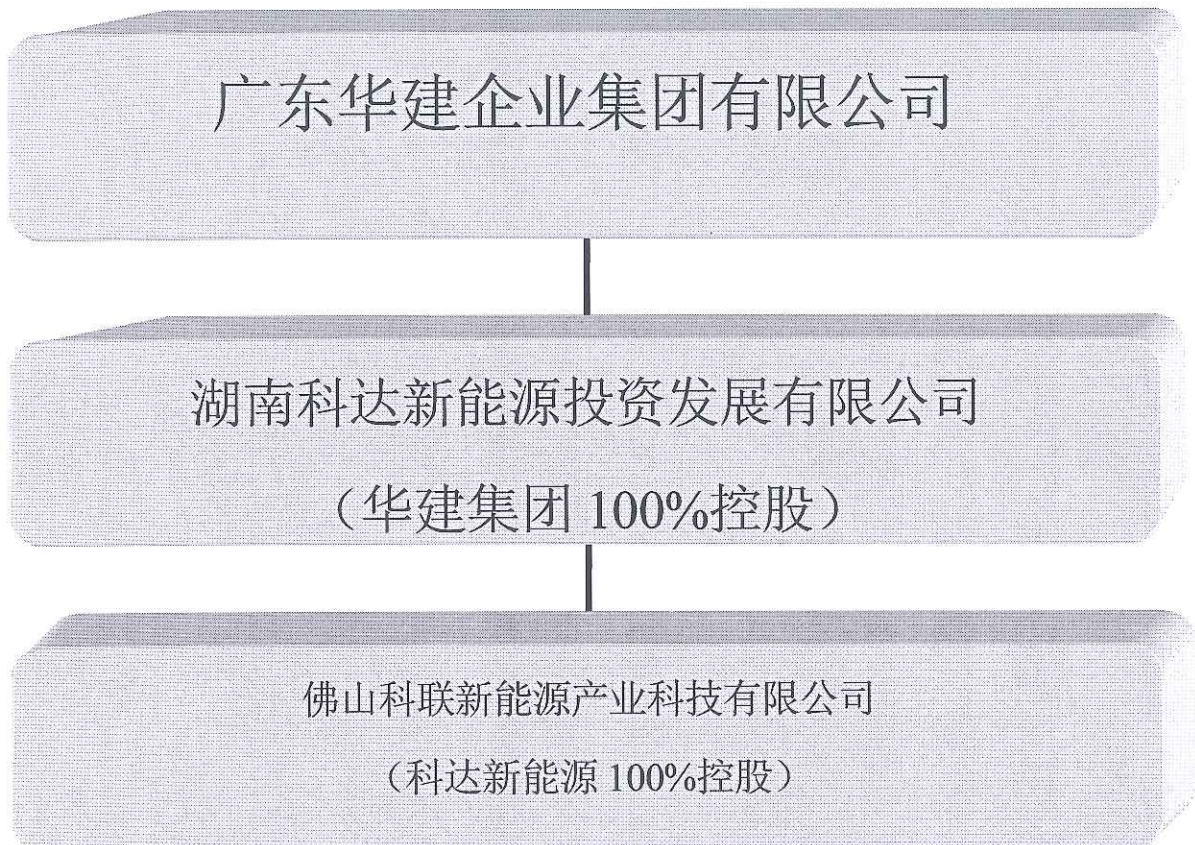 广东华建企业集团有限公司
湖南科达新能源投资发展有限公司
（华建集团 100%控股）
佛山科联新能源产业科技有限公司
（科达新能源 100%控股）